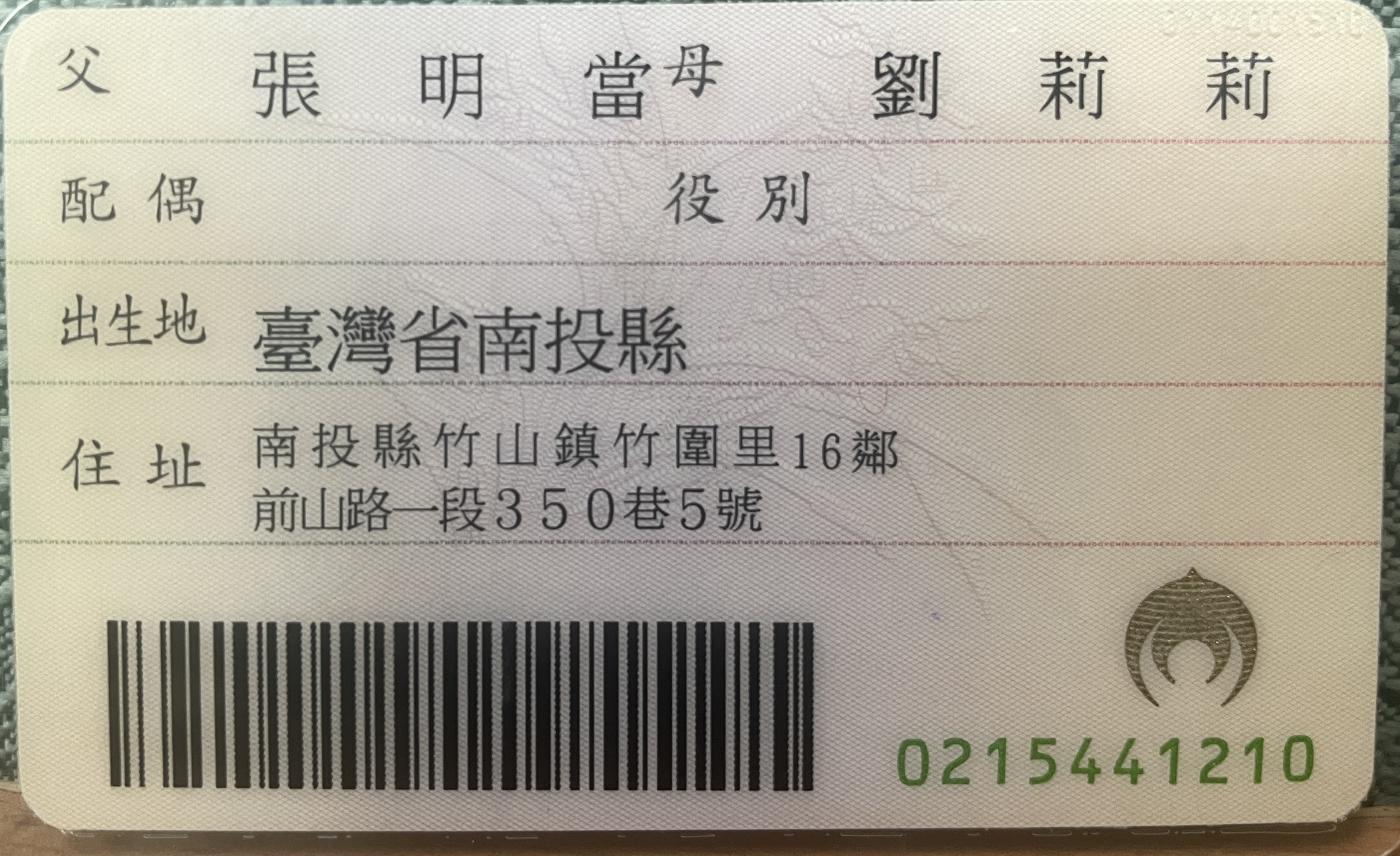 父 張明當 母 劉莉莉
配偶 役別
出生地 臺灣省南投縣
住址 南投縣竹山鎮竹圍里16鄰
前山路一段350巷5號
0215441210